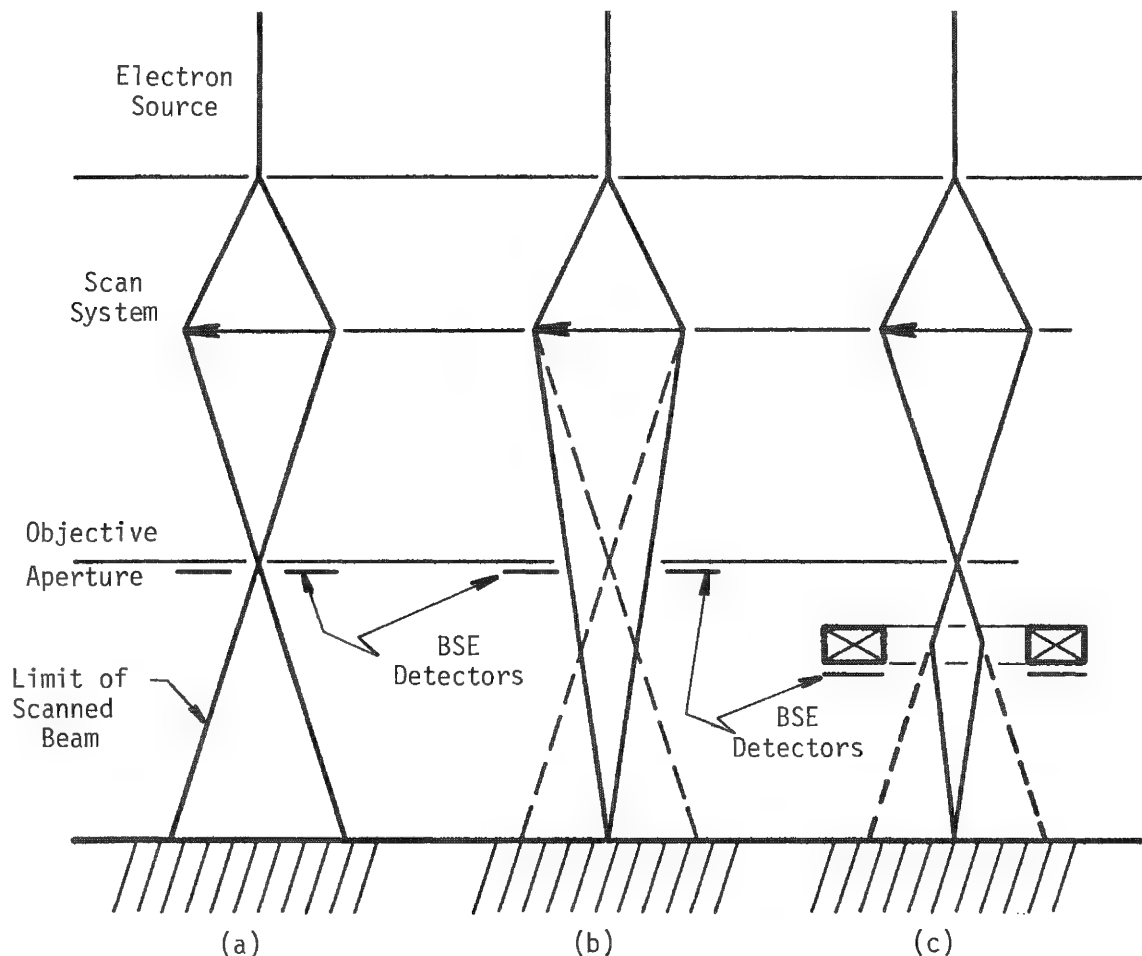 Electron
Source
Scan
System
Objective
Aperture
BSE
Detectors
Limit of
Scanned
Beam
BSE
Detectors
(a)
(b)
(c)